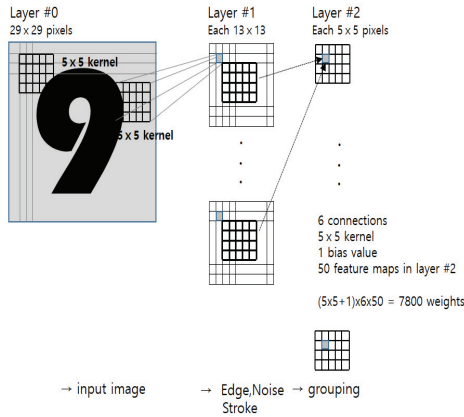 Layer #0
29 x 29 pixels
Layer #1
Each 13 x 13
Layer #2
Each 5 x 5 pixels
5 x 5 kernel
9
5 x 5 kernel
6 connections
5 x 5 kernel
1 bias value
50 feature maps in layer #2
(5x5+1)x6x50 = 7800 weights
→ input image
→ Edge,Noise
Stroke
→ grouping